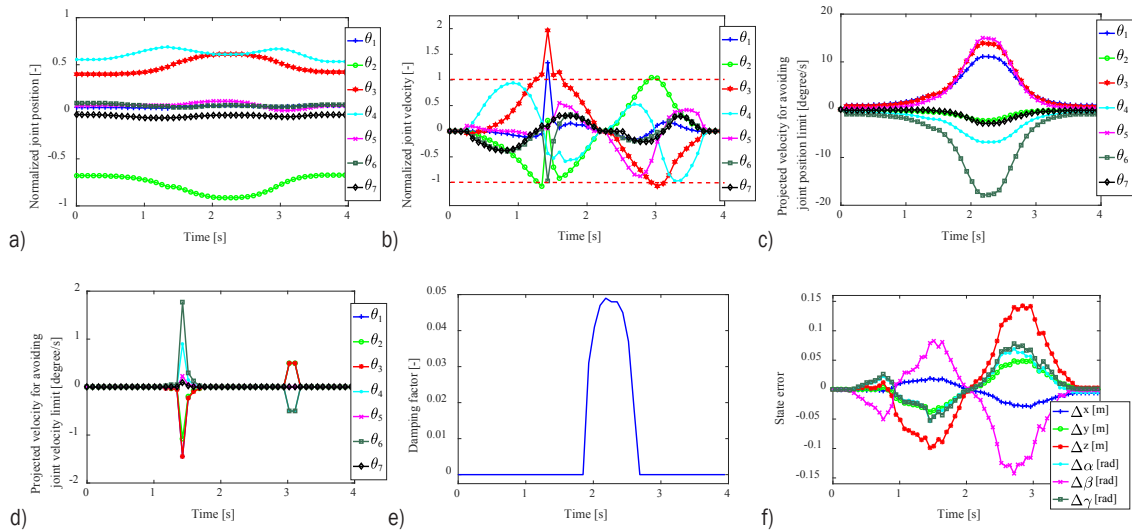 1
0.5
0
-0.5
-1
0
1
2
3
4
Normalized joint position [-]
Time [s]
θ1
θ2
θ3
θ4
θ5
θ6
θ7
a)
2
1.5
1
0.5
0
-0.5
-1
0
1
2
3
4
Normalized joint velocity [-]
Time [s]
θ1
θ2
θ3
θ4
θ5
θ6
θ7
b)
20
10
0
-10
-20
0
1
2
3
4
Projected velocity for avoiding
joint position limit [degree/s]
Time [s]
θ1
θ2
θ3
θ4
θ5
θ6
θ7
c)
2
1
0
-1
-2
0
1
2
3
4
Projected velocity for avoiding
joint velocity limit [degree/s]
Time [s]
θ1
θ2
θ3
θ4
θ5
θ6
θ7
d)
0.05
0.04
0.03
0.02
0.01
0
0
1
2
3
4
Damping factor [-]
Time [s]
e)
0.15
0.1
0.05
0
-0.05
-0.1
-0.15
0
1
2
3
4
State error
Time [s]
Δx [m]
Δy [m]
Δz [m]
Δα [rad]
Δβ [rad]
Δγ [rad]
f)